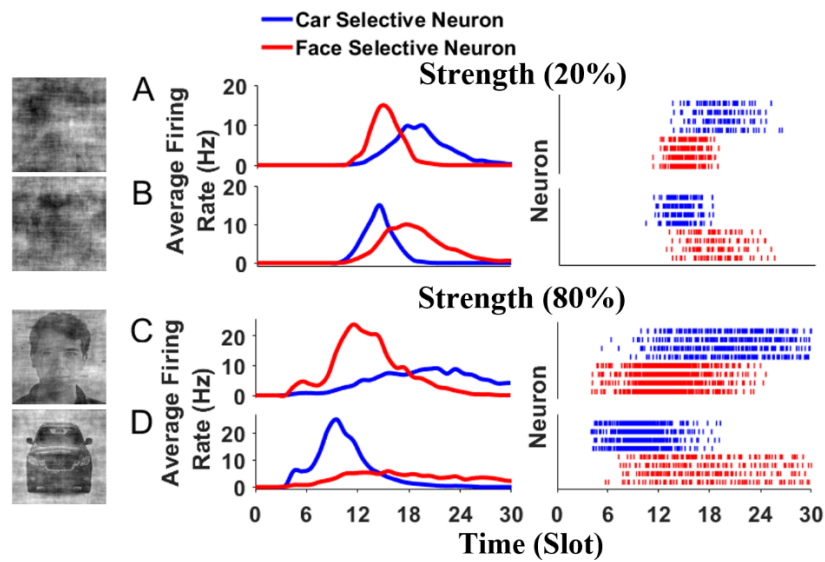 Car Selective Neuron
Face Selective Neuron
Strength (20%)
A
Average Firing
Rate (Hz)
20
10
0
B
20
10
0
Neuron
Strength (80%)
C
Average Firing
Rate (Hz)
20
10
0
D
20
10
0
0 6 12 18 24 30
Neuron
0 6 12 18 24 30
Time (Slot)